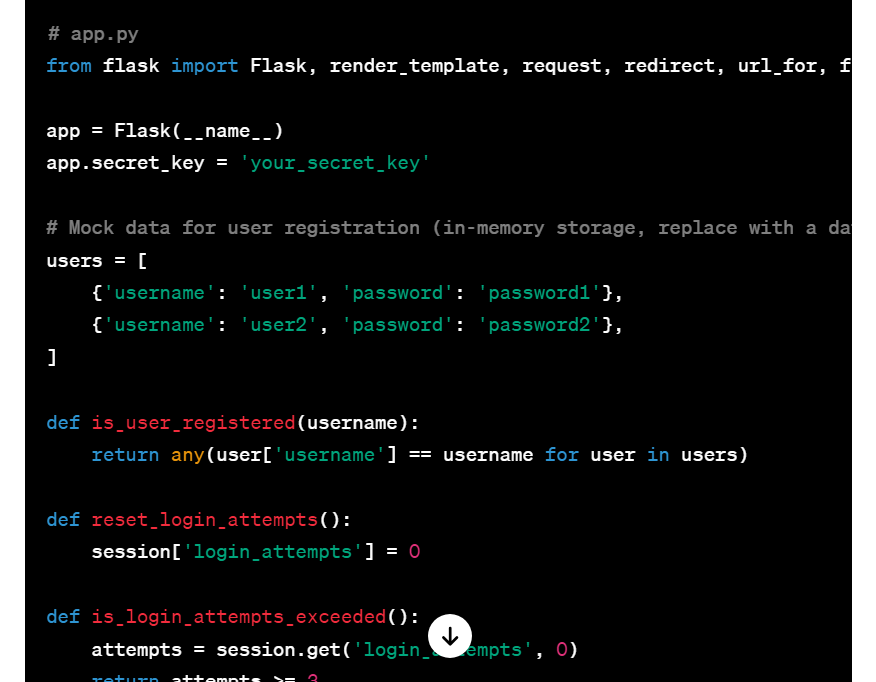 # app.py
from flask import Flask, render_template, request, redirect, url_for, f

app = Flask(__name__)
app.secret_key = 'your_secret_key'

# Mock data for user registration (in-memory storage, replace with a da
users = [
    {'username': 'user1', 'password': 'password1'},
    {'username': 'user2', 'password': 'password2'},
]

def is_user_registered(username):
    return any(user['username'] == username for user in users)

def reset_login_attempts():
    session['login_attempts'] = 0

def is_login_attempts_exceeded():
    attempts = session.get('login_attempts', 0)
    return attempts >= 3